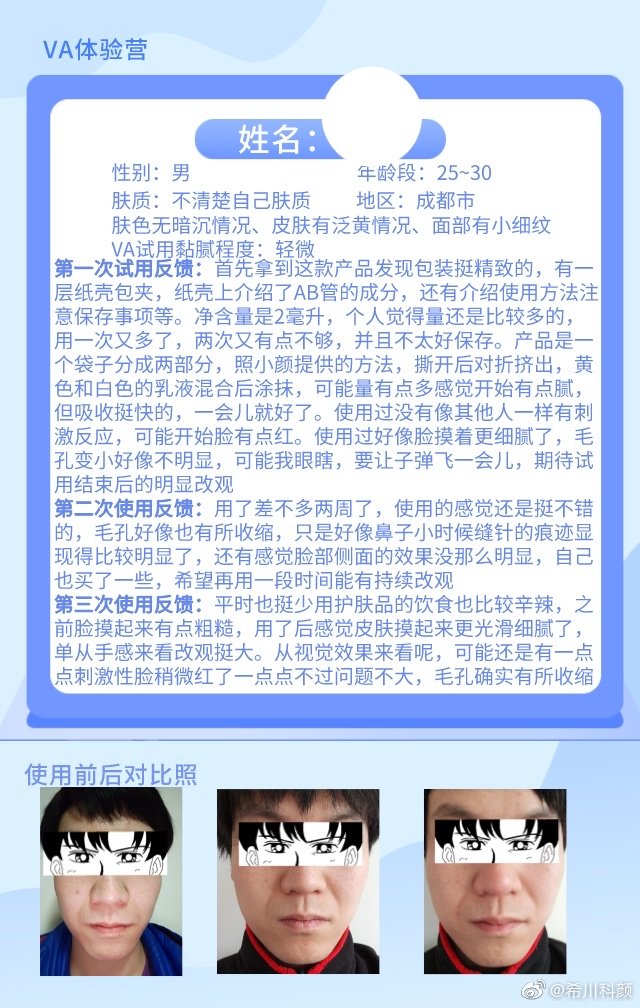 VA体验营
姓名：
性别：男 年龄段：25~30
肤质：不清楚自己肤质 地区：成都市
肤色无暗沉情况、皮肤有泛黄情况、面部有小细纹
VA试用黏腻程度：轻微
第一次试用反馈：首先拿到这款产品发现包装挺精致的，有一
层纸壳包夹，纸壳上介绍了AB管的成分，还有介绍使用方法注
意保存事项等。净含量是2毫升，个人觉得量还是比较多的，
用一次又多了，两次又有点不够，并且不太好保存。产品是一
个袋子分成两部分，照小颜提供的方法，撕开后对折挤出，黄
色和白色的乳液混合后涂抹，可能量有点多感觉开始有点腻，
但吸收挺快的，一会儿就好了。使用过没有像其他人一样有刺
激反应，可能开始脸有点红。使用过好像脸摸着更细腻了，毛
孔变小好像不明显，可能我眼瞎，要让子弹飞一会儿，期待试
用结束后的明显改观
第二次使用反馈：用了差不多两周了，使用的感觉还是挺不错
的，毛孔好像也有所收缩，只是好像鼻子小时候缝针的痕迹显
现得比较明显了，还有感觉脸部侧面的效果没那么明显，自己
也买了一些，希望再用一段时间能有持续改观
第三次使用反馈：平时也挺少用护肤品的饮食也比较辛辣，之
前脸摸起来有点粗糙，用了后感觉皮肤摸起来更光滑细腻了，
单从手感来看改观挺大。从视觉效果来看呢，可能还是有一点
点刺激性脸稍微红了一点点不过问题不大，毛孔确实有所收缩
使用前后对比照
@希川科颜